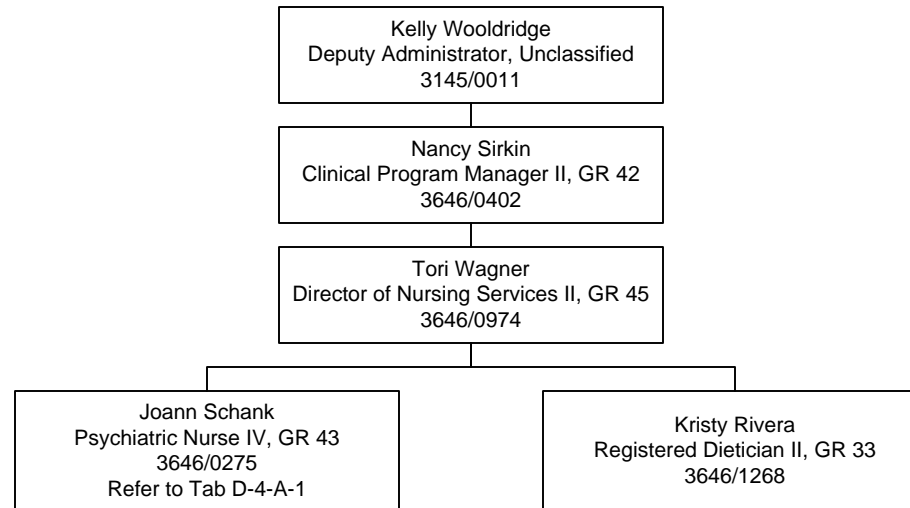 Kelly Wooldridge
Deputy Administrator, Unclassified
3145/0011
Nancy Sirkin
Clinical Program Manager II, GR 42
3646/0402
Tori Wagner
Director of Nursing Services II, GR 45
3646/0974
Joann Schank
Psychiatric Nurse IV, GR 43
3646/0275
Refer to Tab D-4-A-1
Kristy Rivera
Registered Dietician II, GR 33
3646/1268